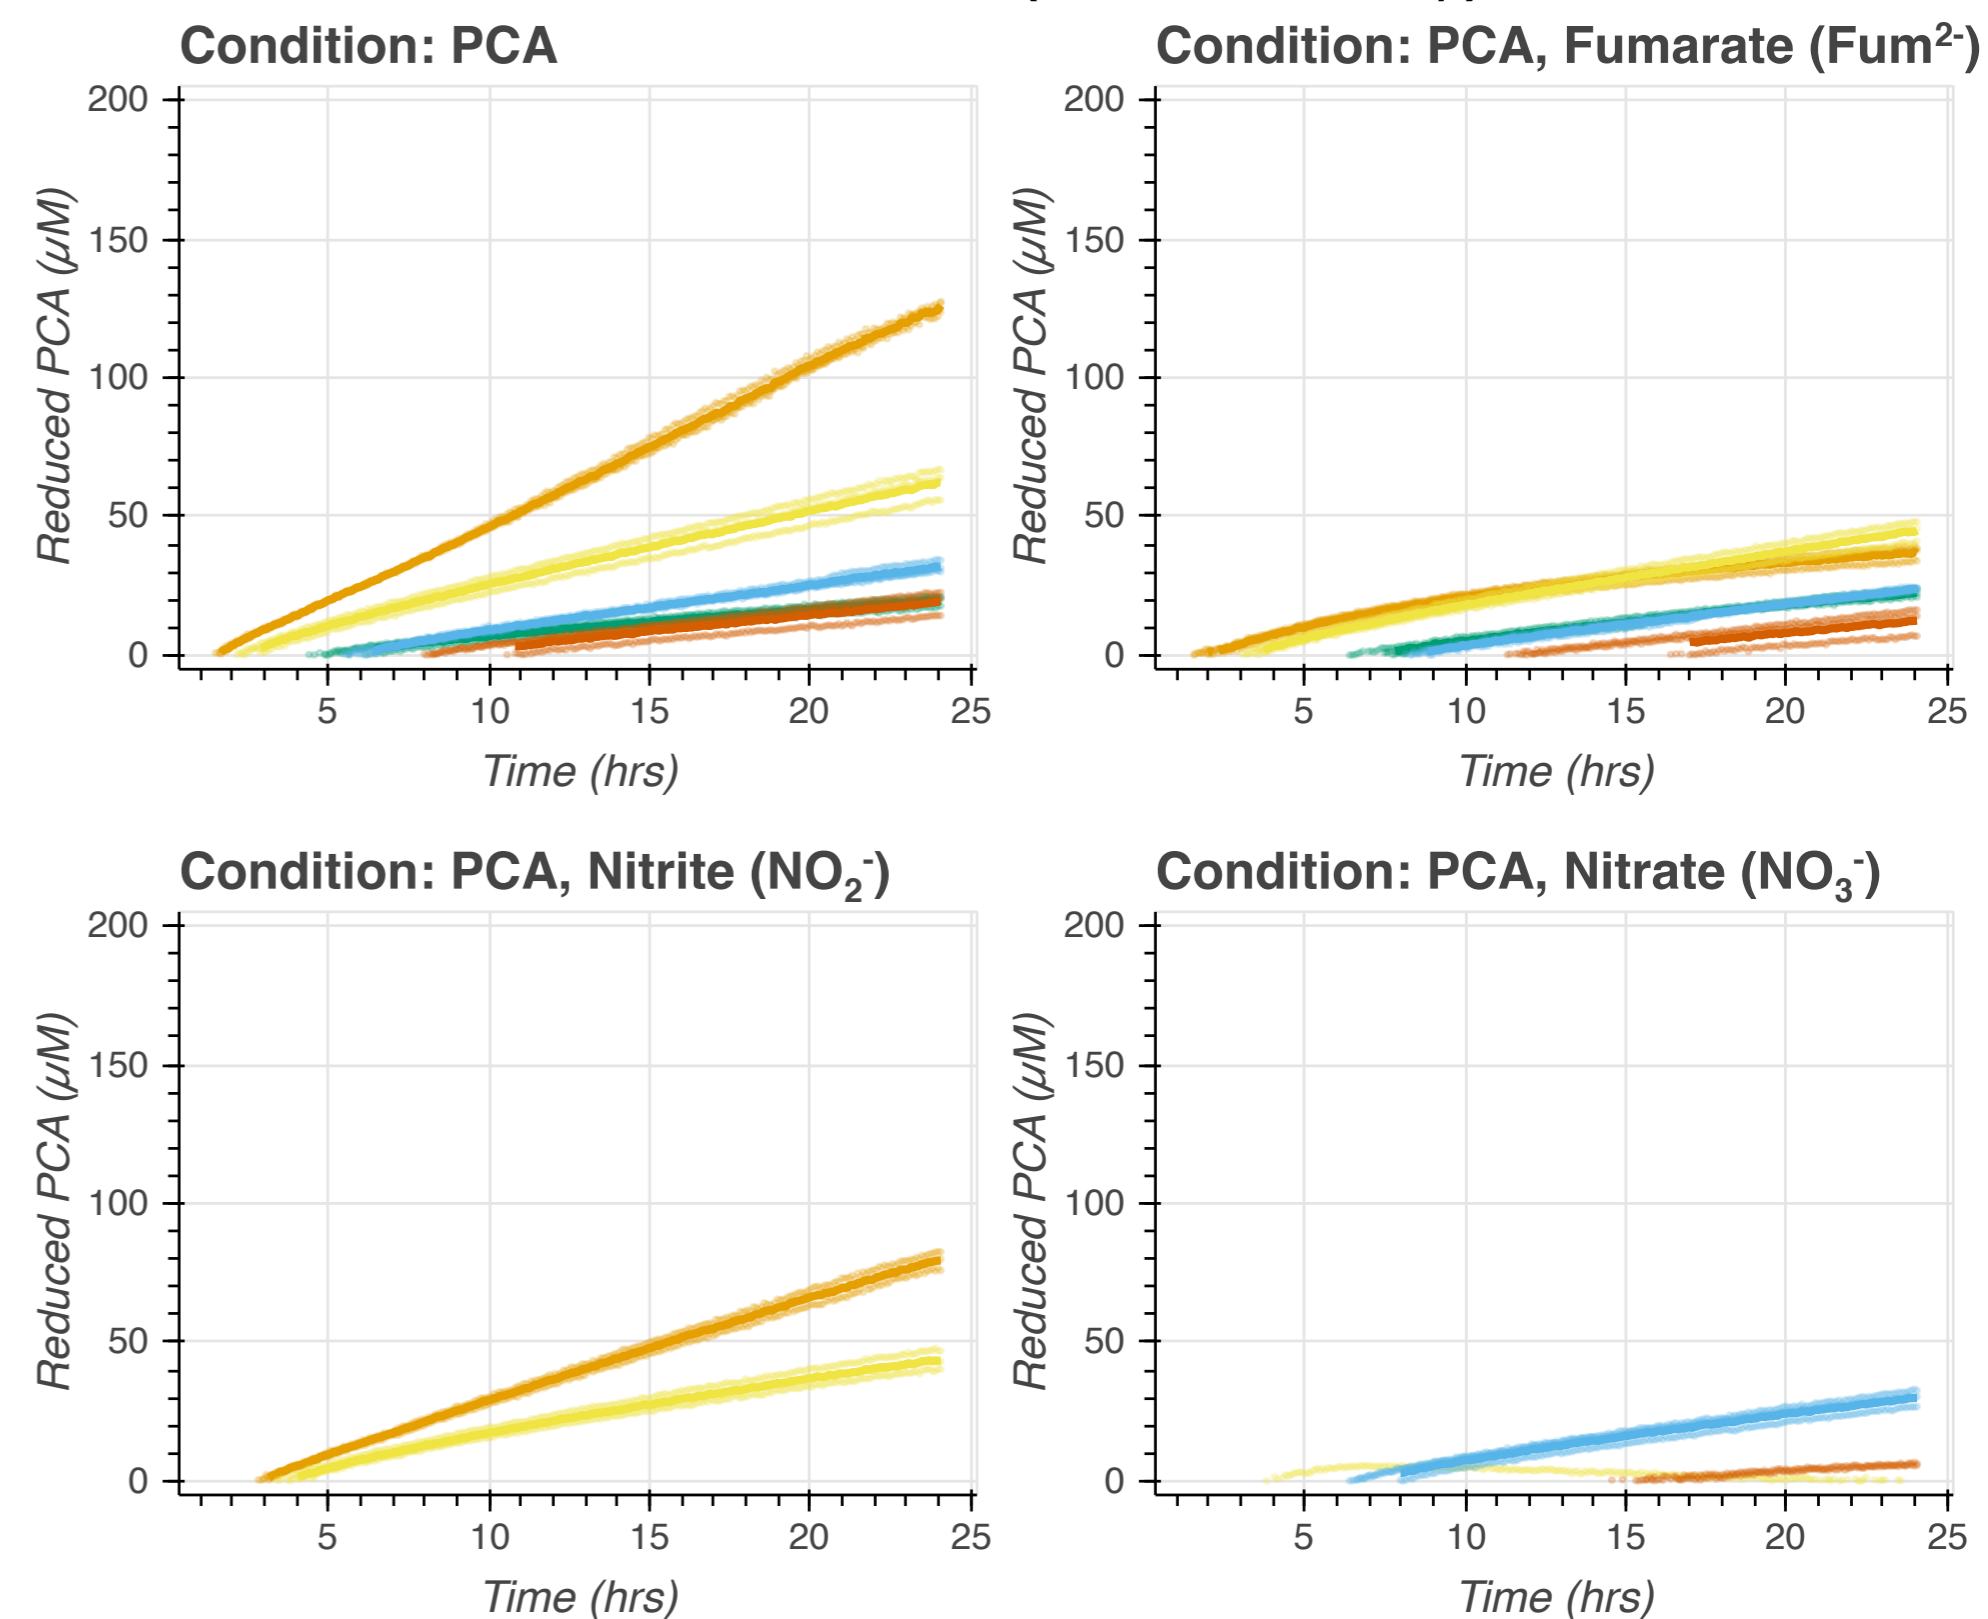 Condition: PCA
200
150
100
50
0
Reduced PCA (µM)
5 10 15 20 25
Time (hrs)
Condition: PCA, Fumarate (Fum²⁻)
200
150
100
50
0
Reduced PCA (µM)
5 10 15 20 25
Time (hrs)
Condition: PCA, Nitrite (NO₂⁻)
200
150
100
50
0
Reduced PCA (µM)
5 10 15 20 25
Time (hrs)
Condition: PCA, Nitrate (NO₃⁻)
200
150
100
50
0
Reduced PCA (µM)
5 10 15 20 25
Time (hrs)